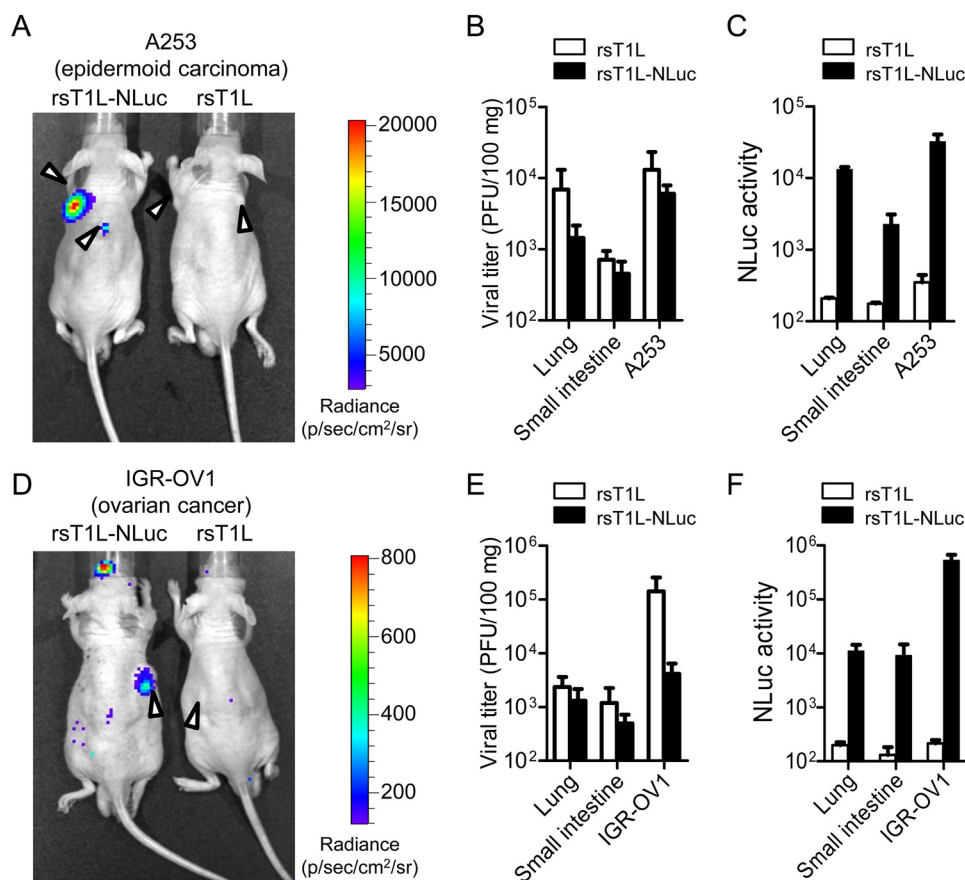 A
A253
(epidermoid carcinoma)
rsT1L-NLuc rsT1L
20000
15000
10000
5000
Radiance
(p/sec/cm²/sr)
B
rsT1L
rsT1L-NLuc
Viral titer (PFU/100 mg)
10⁵
10⁴
10³
10²
Lung
Small intestine
A253
C
rsT1L
rsT1L-NLuc
NLuc activity
10⁵
10⁴
10³
10²
Lung
Small intestine
A253
D
IGR-OV1
(ovarian cancer)
rsT1L-NLuc rsT1L
800
600
400
200
Radiance
(p/sec/cm²/sr)
E
rsT1L
rsT1L-NLuc
Viral titer (PFU/100 mg)
10⁶
10⁵
10⁴
10³
10²
Lung
Small intestine
IGR-OV1
F
rsT1L
rsT1L-NLuc
NLuc activity
10⁶
10⁵
10⁴
10³
10²
Lung
Small intestine
IGR-OV1